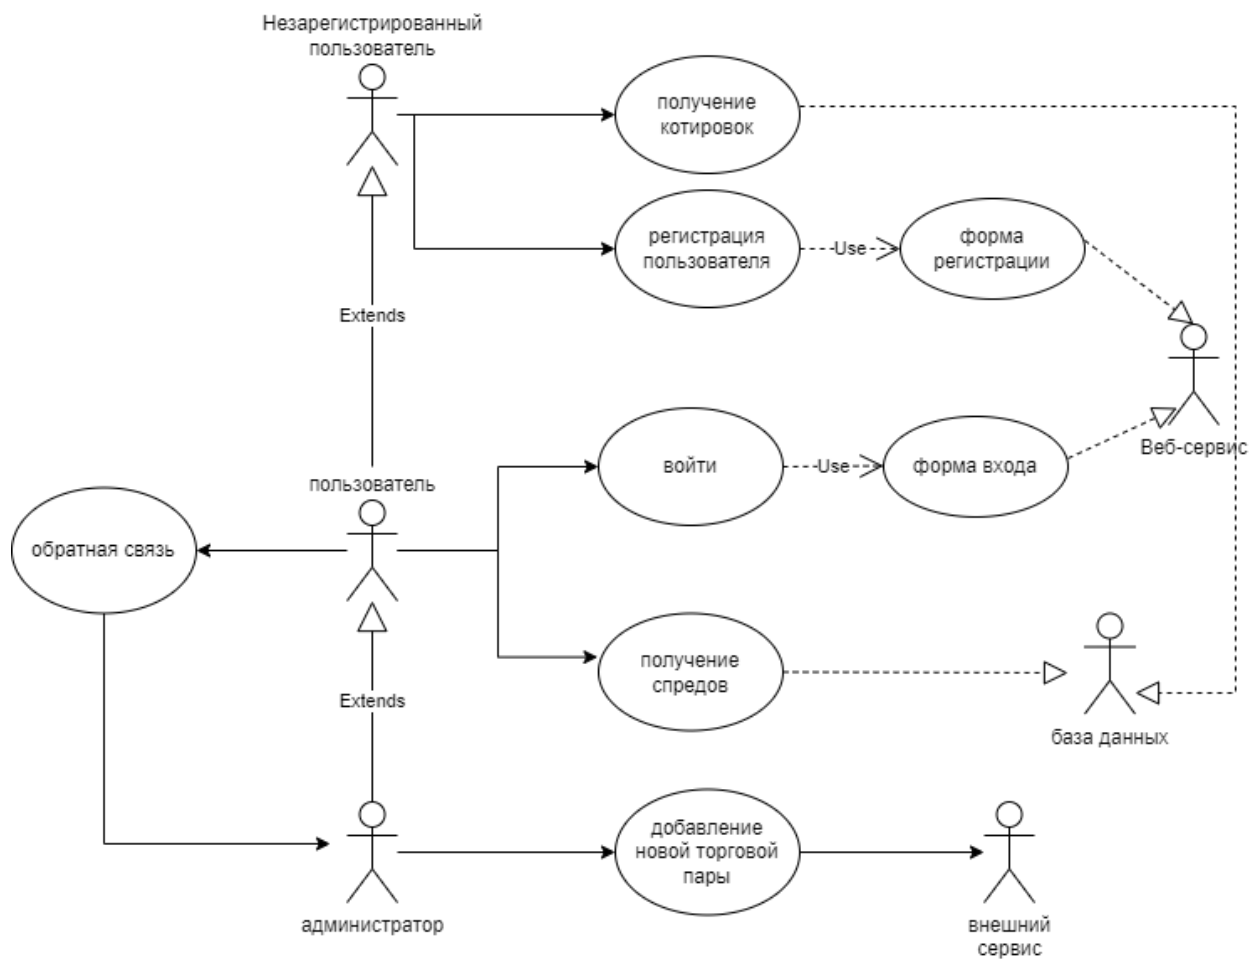 Незарегистрированный
пользователь
получение
котировок
регистрация
пользователя
Use
форма
регистрации
Extends
Веб-сервис
войти
Use
форма входа
пользователь
обратная связь
получение
спредов
Extends
база данных
добавление
новой торговой
пары
администратор
внешний
сервис